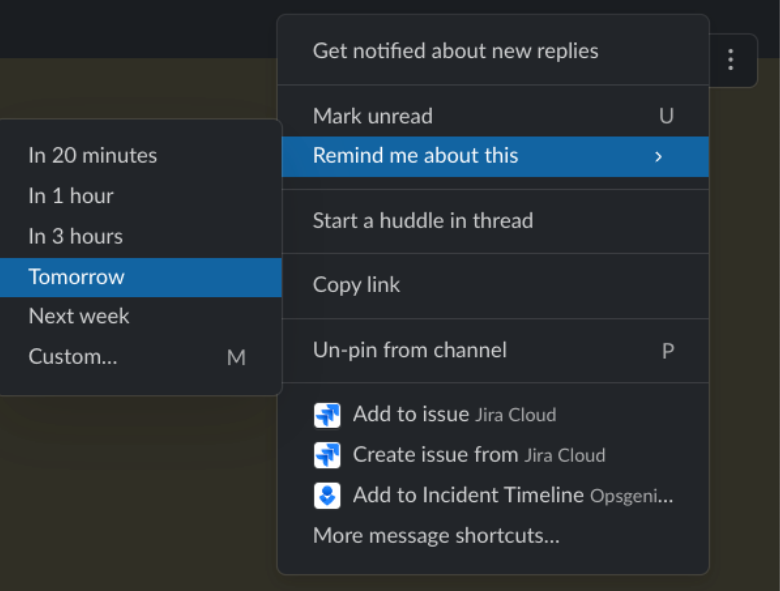 Get notified about new replies
Mark unread U
Remind me about this
Start a huddle in thread
Copy link
Un-pin from channel P
Add to issue Jira Cloud
Create issue from Jira Cloud
Add to Incident Timeline Opsgeni...
More message shortcuts...
In 20 minutes
In 1 hour
In 3 hours
Tomorrow
Next week
Custom... M